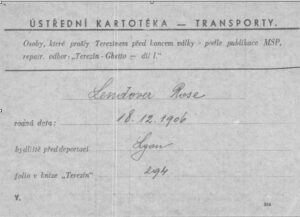 ÚSTŘEDNÍ KARTOTÉKA — TRANSPORTY.
Osoby, které prošly Terezínem před koncem války - podle publikace MSP,
repatr. odbor - „Terezín - Ghetto — díl I."
Lendover Rose
rodná data: 18. 12. 1906
bydliště před deportací Lyon
folio v knize „Terezín" 294
V.